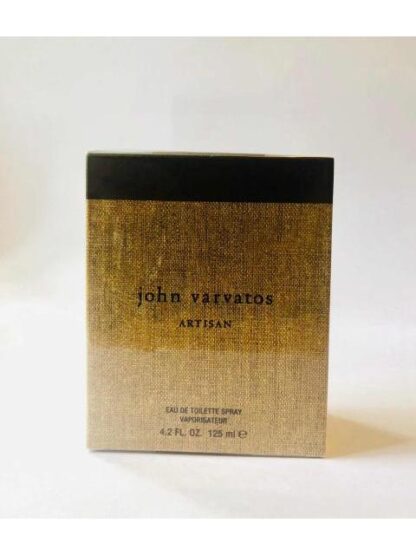 john varvatos
ARTISAN
EAU DE TOILETTE SPRAY
VAPORISATEUR
4.2 FL. OZ. 125 ml ℮